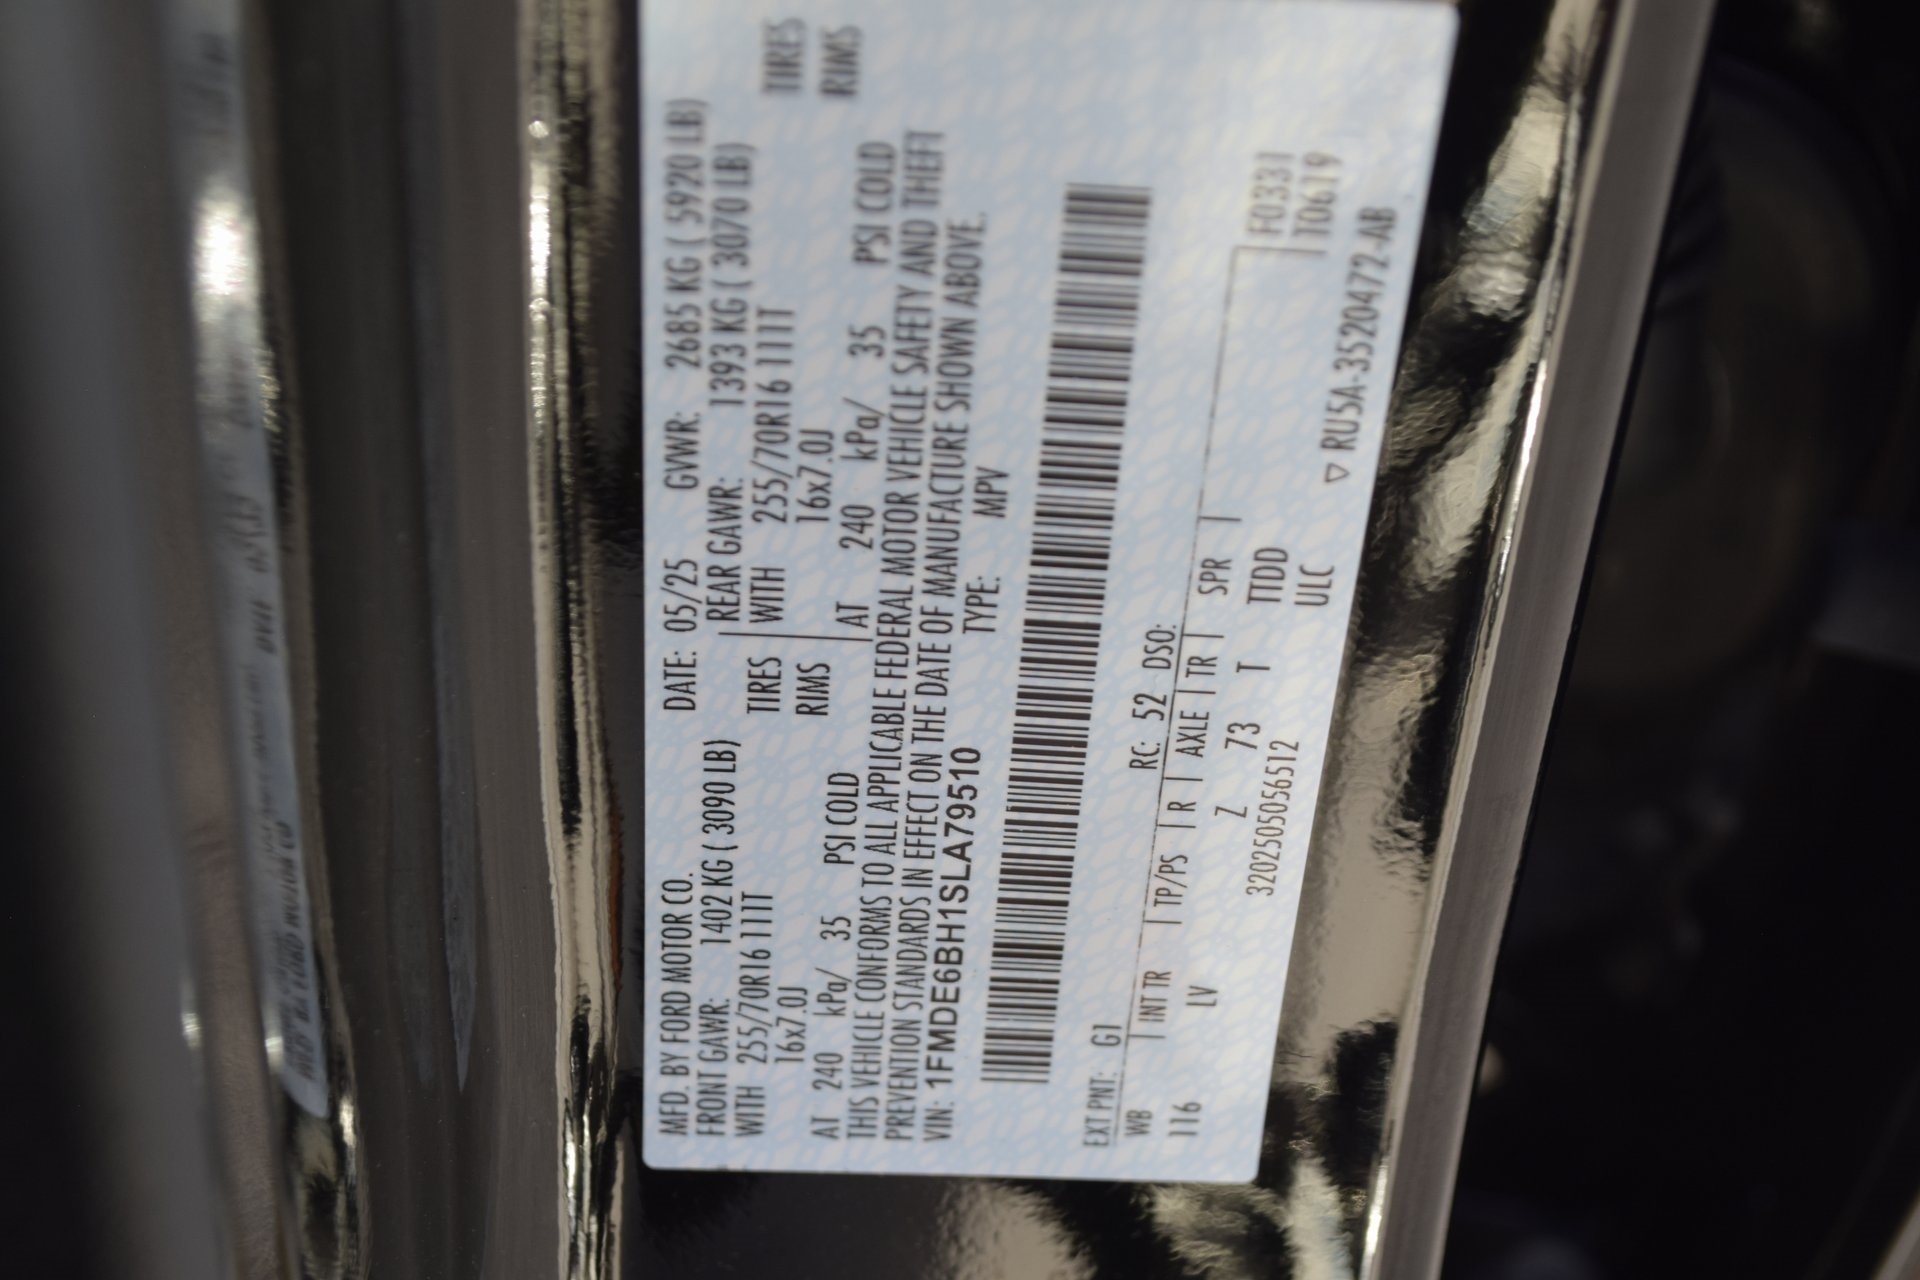 MFD. BY FORD MOTOR CO. DATE: 05/25 GVWR: 2685 KG ( 5920 LB)
FRONT GAWR: 1402 KG ( 3090 LB) REAR GAWR: 1393 KG ( 3070 LB)
WITH 255/70R16 111T TIRES WITH 255/70R16 111T TIRES
16x7.0J RIMS 16x7.0J RIMS
AT 240 kPa/ 35 PSI COLD AT 240 kPa/ 35 PSI COLD
THIS VEHICLE CONFORMS TO ALL APPLICABLE FEDERAL MOTOR VEHICLE SAFETY AND THEFT
PREVENTION STANDARDS IN EFFECT ON THE DATE OF MANUFACTURE SHOWN ABOVE.
VIN: 1FMDE6BH1SLA79510 TYPE: MPV
EXT PNT: G1 RC: 52 DSO:
WB INT TR TP/PS R AXLE TR SPR F0331
116 LV Z 73 T TTDD T0619
320250505056512 ULC
▽ RU5A-3520472-AB